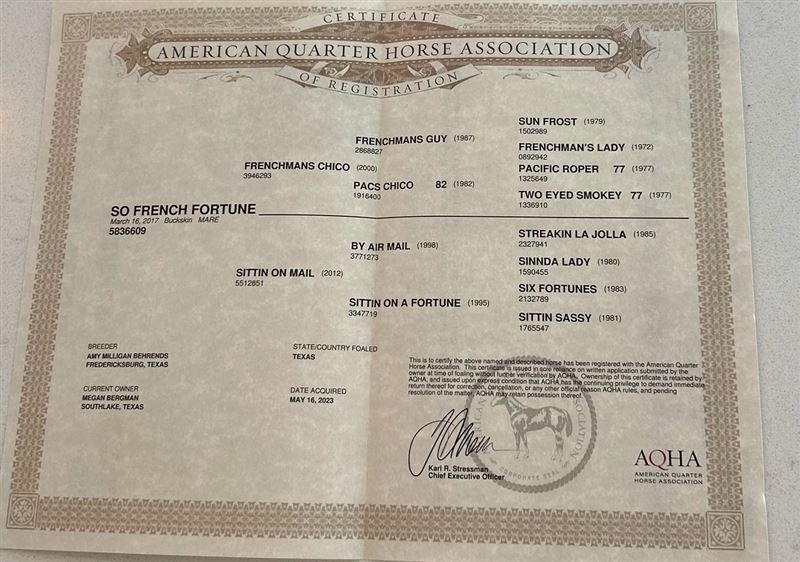 CERTIFICATE
AMERICAN QUARTER HORSE ASSOCIATION
OF REGISTRATION
SUN FROST (1979)
1502989
FRENCHMANS GUY (1987)
2868827
FRENCHMAN'S LADY (1972)
0892942
FRENCHMANS CHICO (2000)
3946293
PACIFIC ROPER 77 (1977)
1325649
PACS CHICO 82 (1982)
1916400
TWO EYED SMOKEY 77 (1977)
1336910
SO FRENCH FORTUNE
March 16, 2017 Buckskin MARE
5836609
STREAKIN LA JOLLA (1985)
2327941
BY AIR MAIL (1998)
3771273
SINNDA LADY (1980)
1590455
SITTIN ON MAIL (2012)
5512851
SIX FORTUNES (1983)
2132789
SITTIN ON A FORTUNE (1995)
3347719
SITTIN SASSY (1981)
1765547
BREEDER
AMY MILLIGAN BEHRENDS
FREDERICKSBURG, TEXAS
STATE/COUNTRY FOALED
TEXAS
CURRENT OWNER
MEGAN BERGMAN
SOUTHLAKE, TEXAS
DATE ACQUIRED
MAY 16, 2023
This is to certify the above named and described horse has been registered with the American Quarter
Horse Association. This certificate is issued in sole reliance on written application submitted by the
owner at time of foaling without further verification by AQHA. Ownership of this certificate is retained by
AQHA, and issued upon express condition that AQHA has the continuing privilege to demand immediate
return thereof for correction, cancellation, or any other official reason AQHA rules, and pending
resolution of the matter, AQHA may retain possession thereof.
Karl R. Stressman
Chief Executive Officer
CORPORATE SEAL
AQHA
AMERICAN QUARTER
HORSE ASSOCIATION